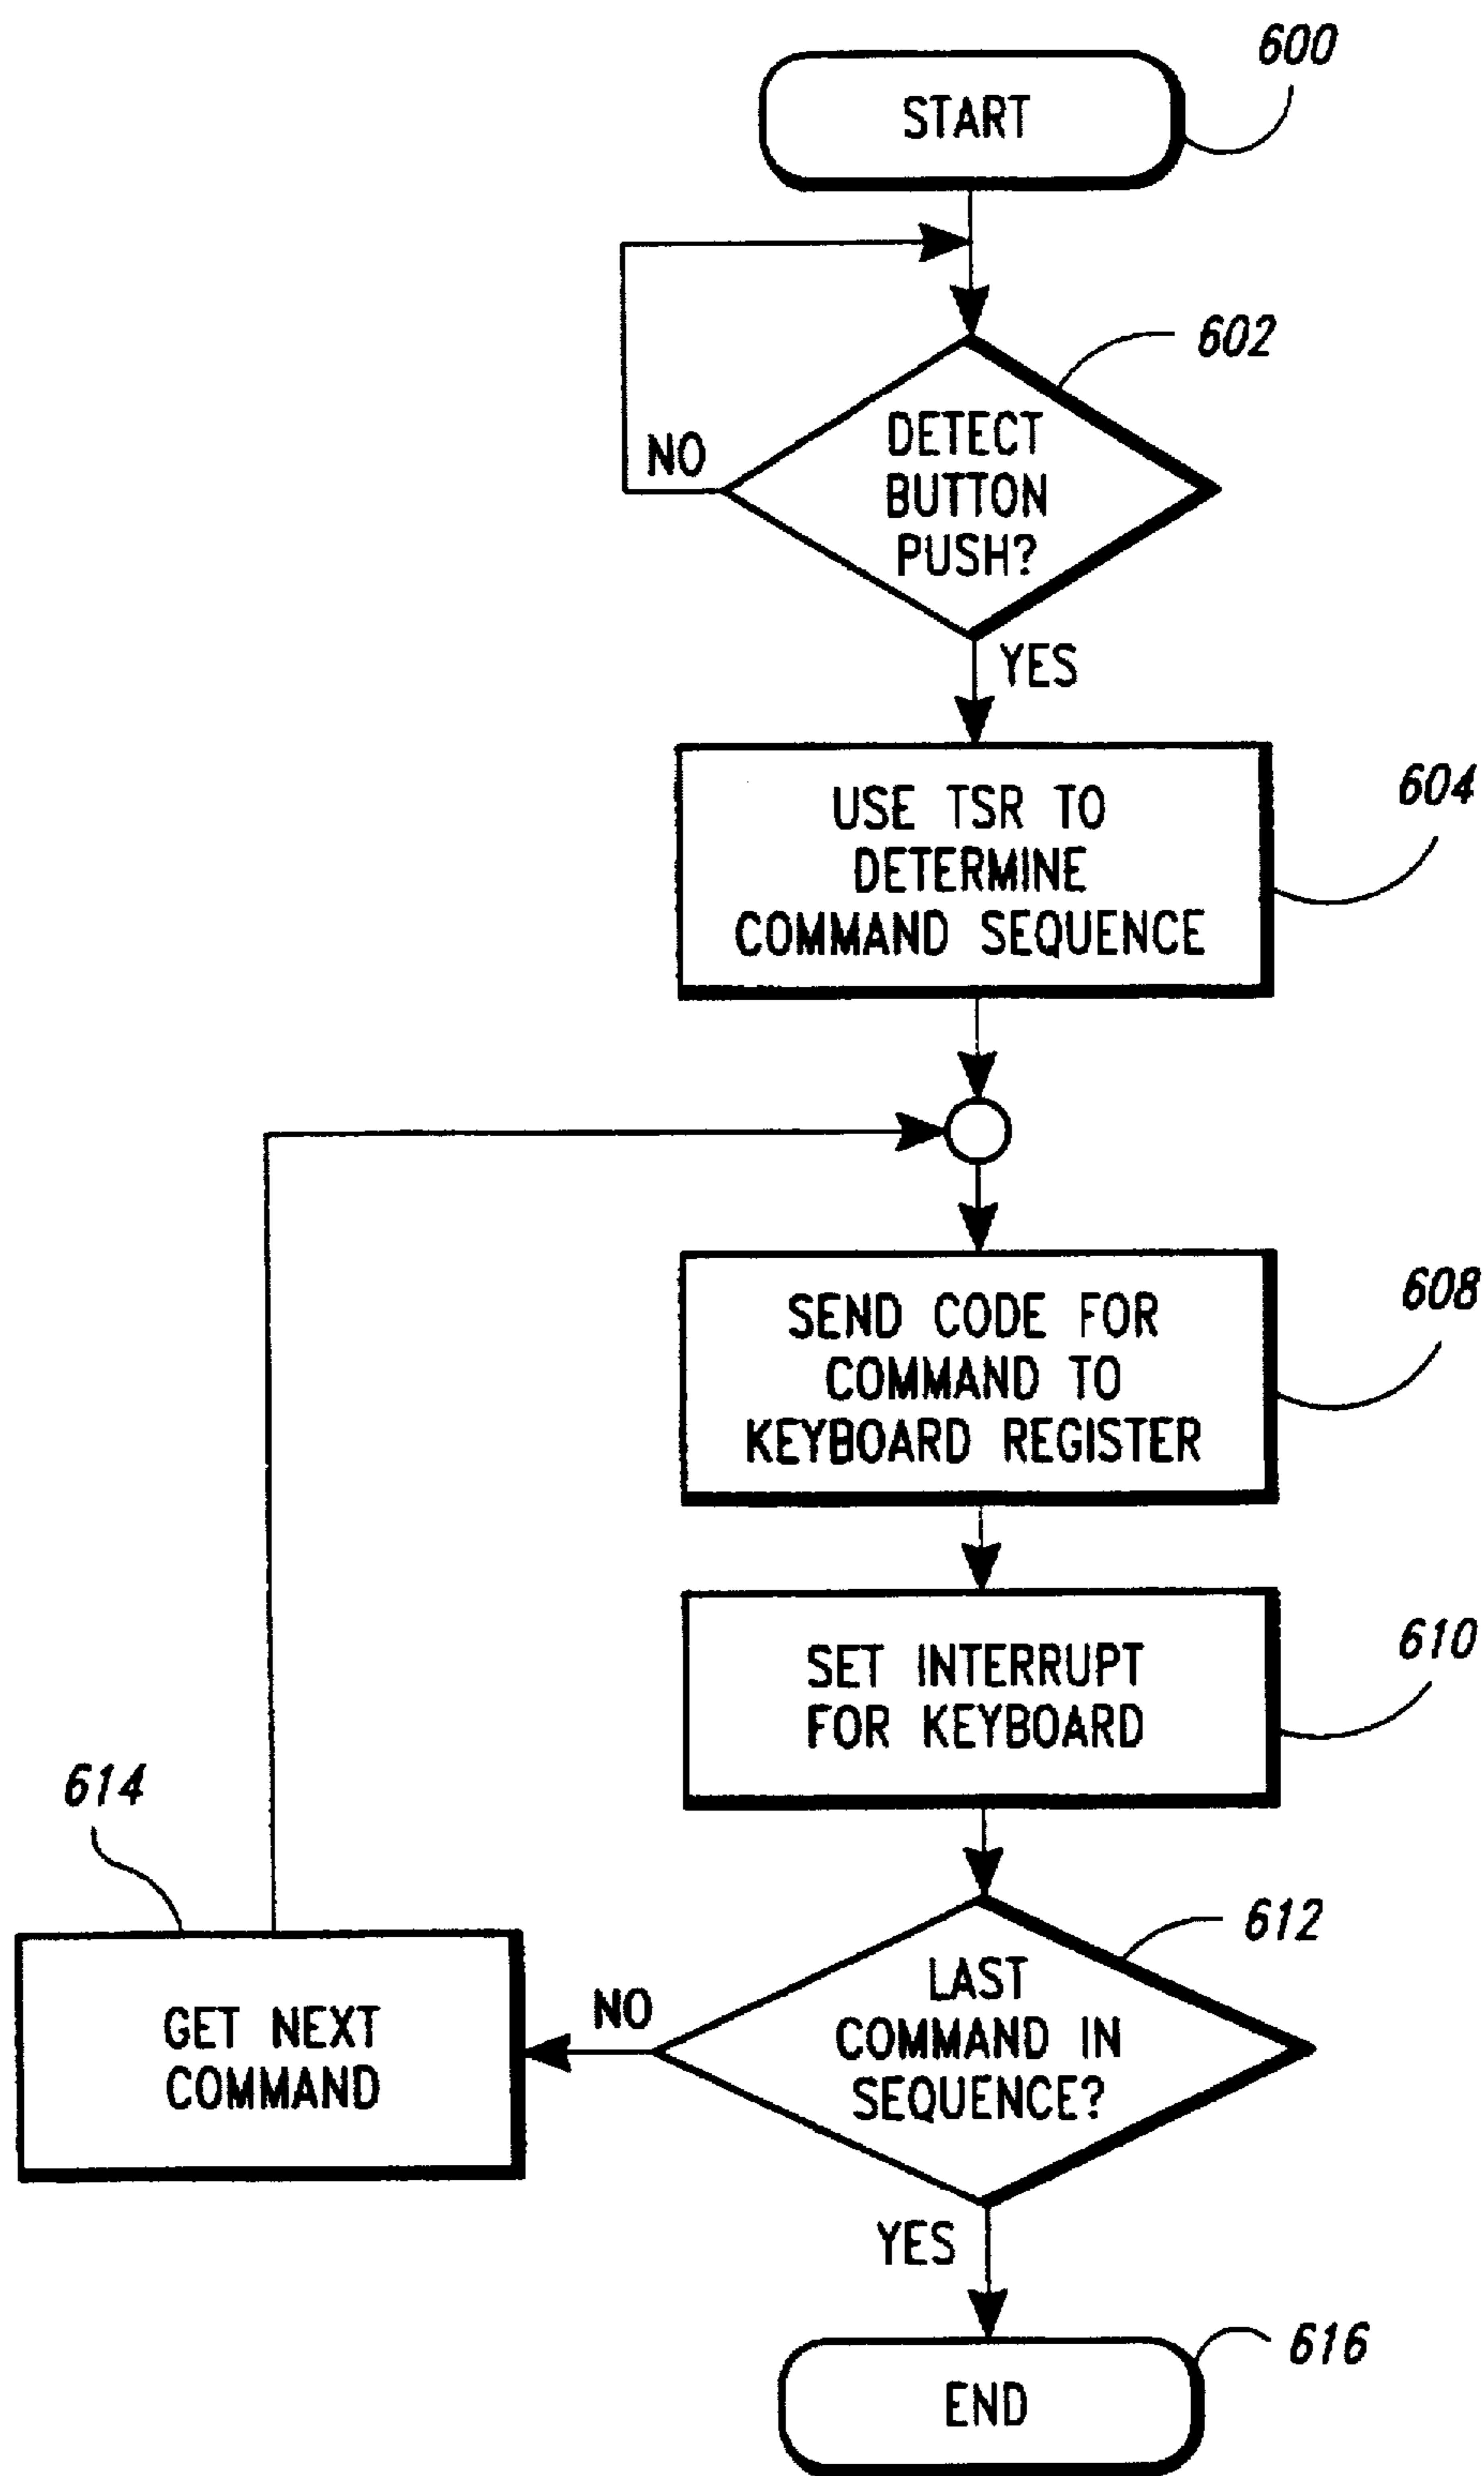 600
START
602
DETECT
BUTTON
PUSH?
NO
YES
604
USE TSR TO
DETERMINE
COMMAND SEQUENCE
608
SEND CODE FOR
COMMAND TO
KEYBOARD REGISTER
610
SET INTERRUPT
FOR KEYBOARD
614
612
LAST
COMMAND IN
SEQUENCE?
NO
GET NEXT
COMMAND
YES
616
END